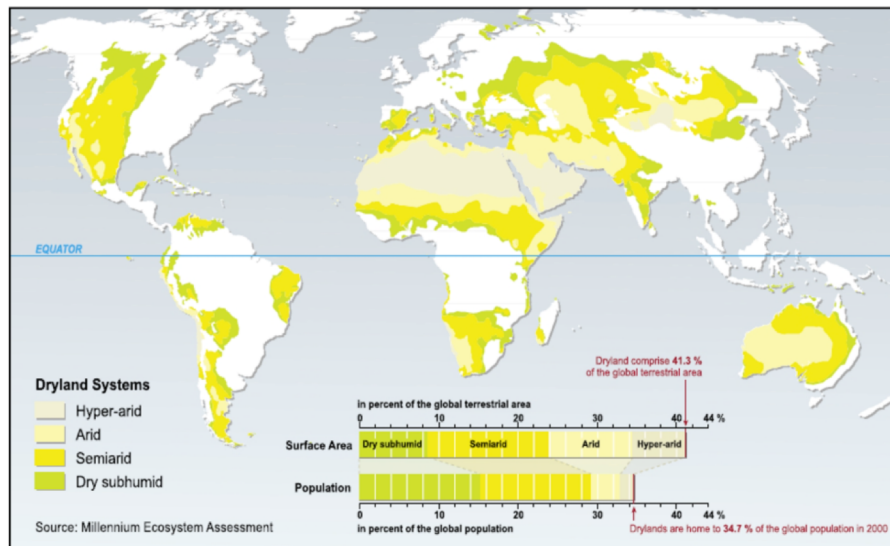 EQUATOR
Dryland comprise 41.3 %
of the global terrestrial area
Dryland Systems
Hyper-arid
Arid
Semiarid
Dry subhumid
in percent of the global terrestrial area
0 10 20 30 40 44 %
Surface Area Dry subhumid Semiarid Arid Hyper-arid
Population
0 10 20 30 40 44 %
in percent of the global population
Drylands are home to 34.7 % of the global population in 2000
Source: Millennium Ecosystem Assessment